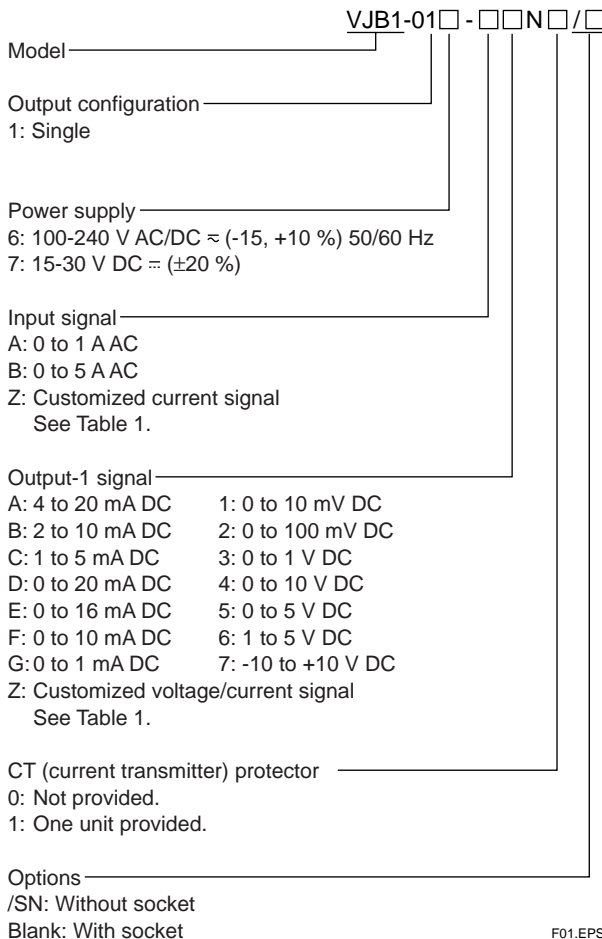 VJB1-01□ - □□N□/□
Model
Output configuration
1: Single
Power supply
6: 100-240 V AC/DC ≂ (-15, +10 %) 50/60 Hz
7: 15-30 V DC ⎓ (±20 %)
Input signal
A: 0 to 1 A AC
B: 0 to 5 A AC
Z: Customized current signal
See Table 1.
Output-1 signal
A: 4 to 20 mA DC 1: 0 to 10 mV DC
B: 2 to 10 mA DC 2: 0 to 100 mV DC
C: 1 to 5 mA DC 3: 0 to 1 V DC
D: 0 to 20 mA DC 4: 0 to 10 V DC
E: 0 to 16 mA DC 5: 0 to 5 V DC
F: 0 to 10 mA DC 6: 1 to 5 V DC
G: 0 to 1 mA DC 7: -10 to +10 V DC
Z: Customized voltage/current signal
See Table 1.
CT (current transmitter) protector
0: Not provided.
1: One unit provided.
Options
/SN: Without socket
Blank: With socket
F01.EPS